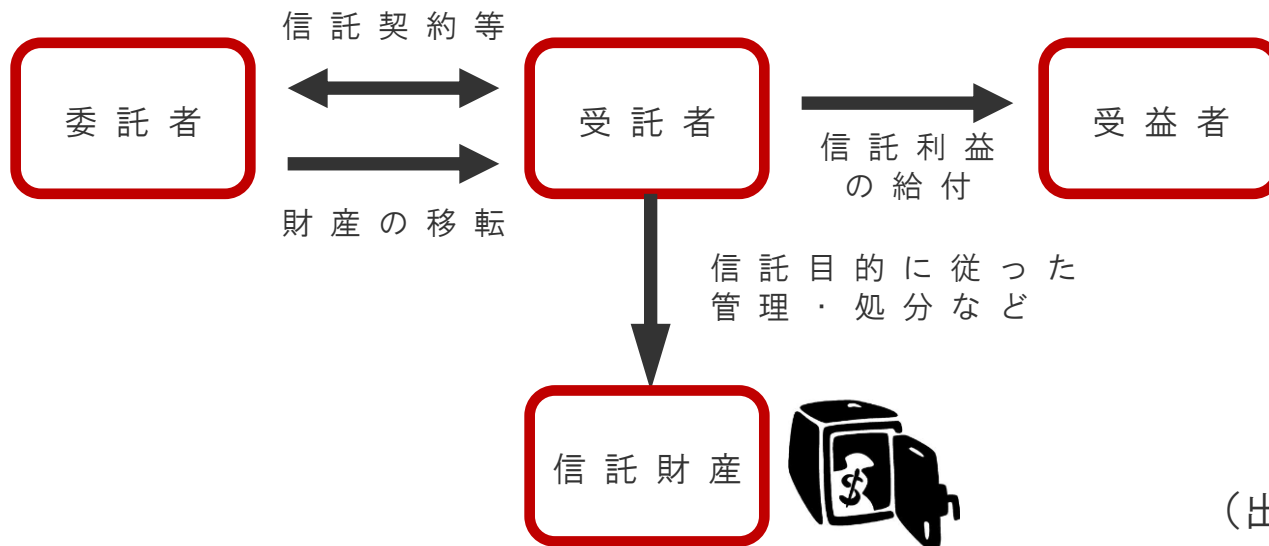 信託契約等
委託者
受託者
受益者
信託利益
の給付
財産の移転
信託目的に従った
管理・処分など
信託財産
$
（出